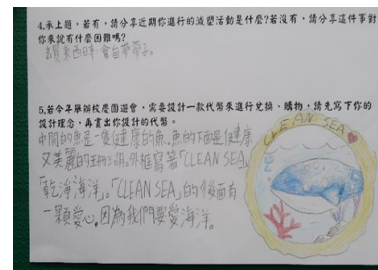 4.承上題，若有，請分享近期你進行的減塑活動是什麼?若沒有，請分享這件事對
你來說有什麼困難嗎?
去買東西時會自帶袋子。
5.若今年舉辦校慶園遊會，需要設計一款代幣來進行兌換、購物，請先寫下你的
設計理念，再畫出你設計的代幣。
中間的魚是一隻健康的魚，魚的下面是健康
又美麗的珊瑚，外框寫著「CLEAN SEA」
「乾淨海洋」。「CLEAN SEA」的後面有
一顆愛心，因為我們要愛海洋。
CLEAN SEA